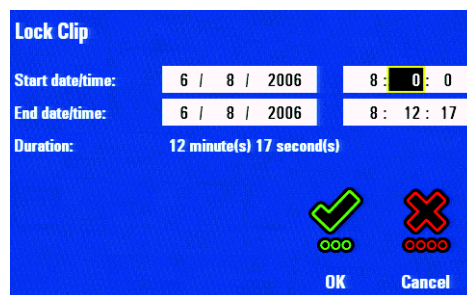 Lock Clip
Start date/time: 6 / 8 / 2006 8 : 0 : 0
End date/time: 6 / 8 / 2006 8 : 12 : 17
Duration: 12 minute(s) 17 second(s)
OK Cancel